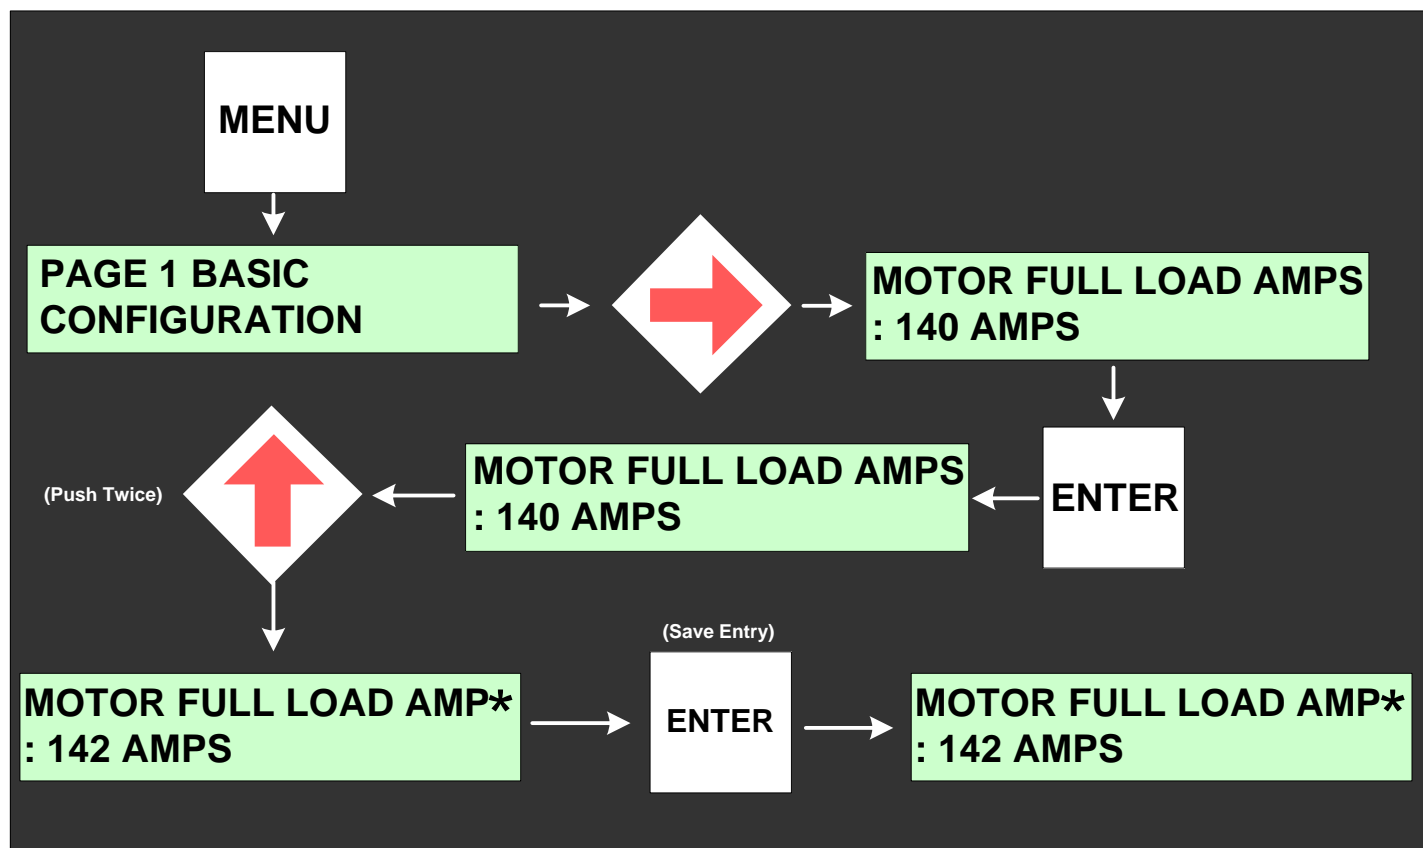 MENU
PAGE 1 BASIC
CONFIGURATION
MOTOR FULL LOAD AMPS
: 140 AMPS
ENTER
MOTOR FULL LOAD AMPS
: 140 AMPS
(Push Twice)
MOTOR FULL LOAD AMP*
: 142 AMPS
(Save Entry)
ENTER
MOTOR FULL LOAD AMP*
: 142 AMPS